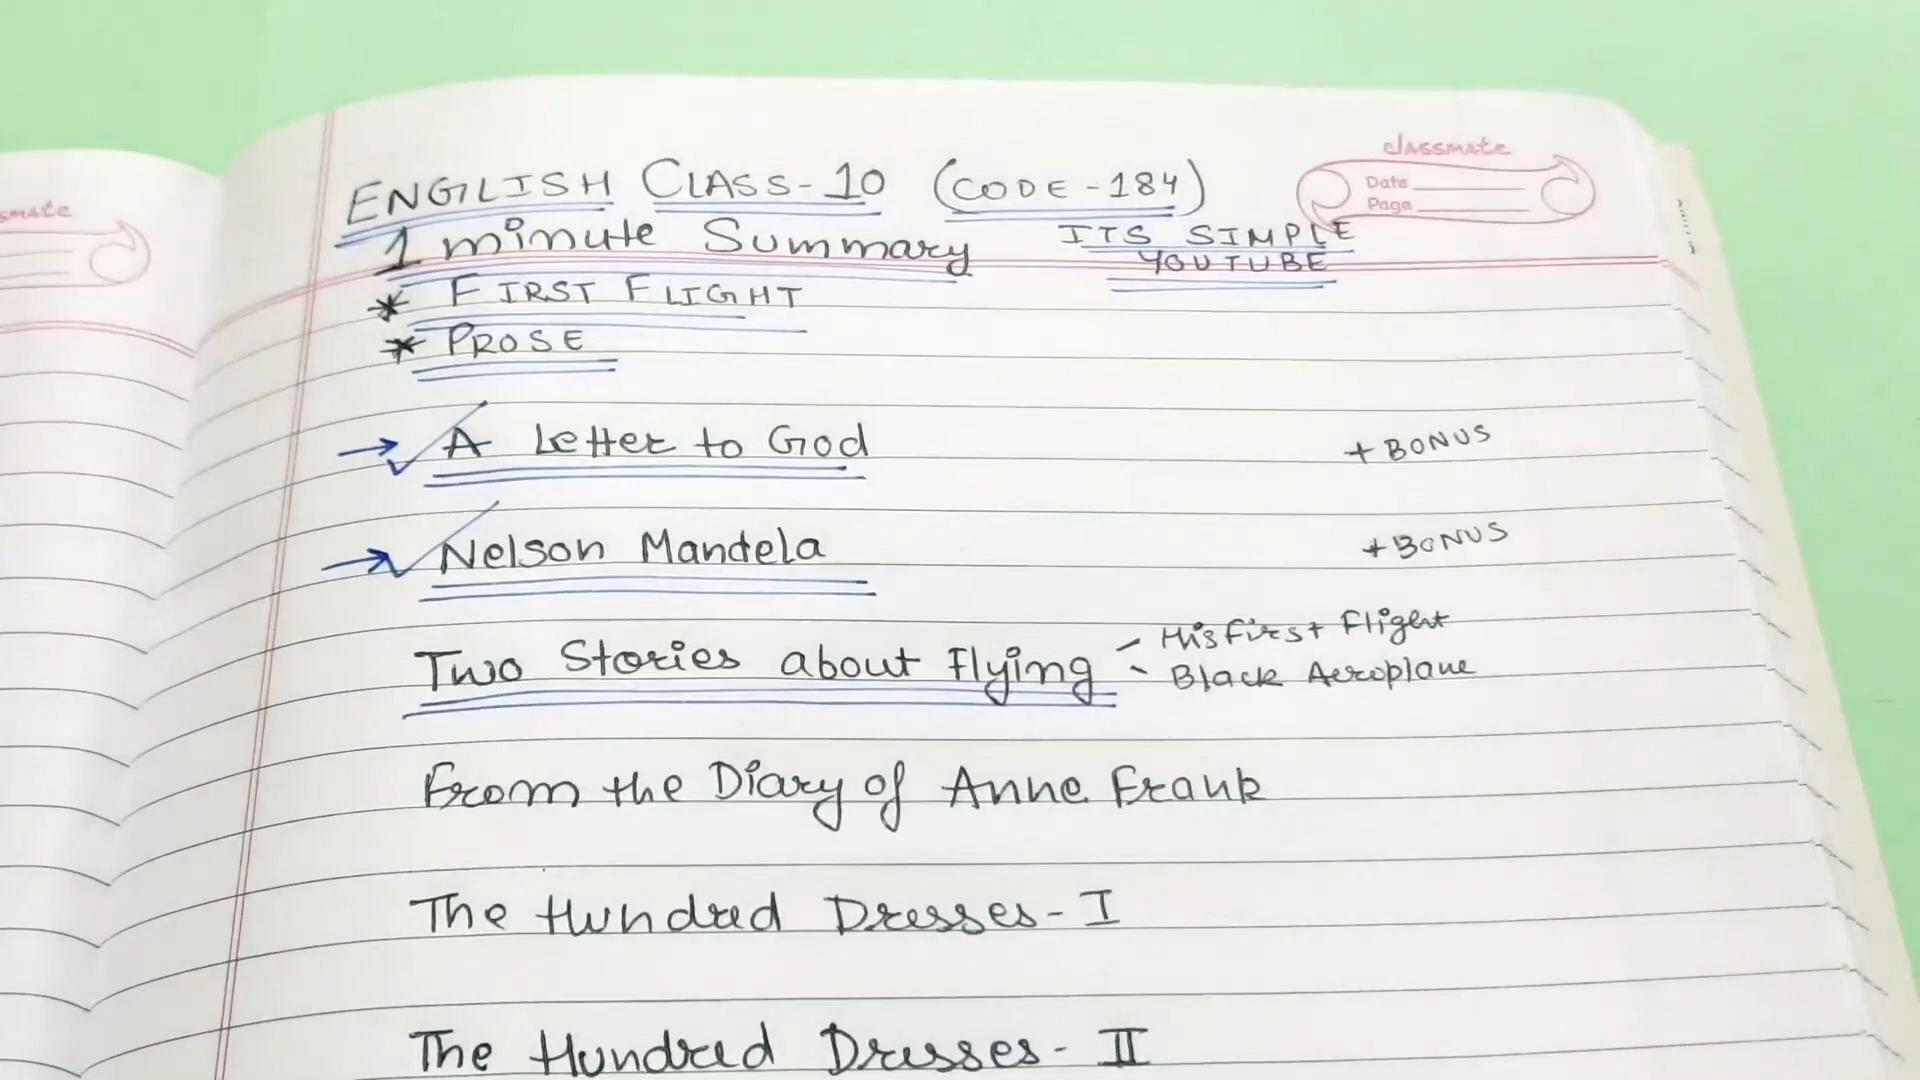 classmate
Date
Page
smate
ENGLISH CLASS-10 (CODE-184)
1 minute Summary
ITS SIMPLE
YOUTUBE
* FIRST FLIGHT
* PROSE
→ ✓ A Letter to God + BONUS
→ ✓ Nelson Mandela + BONUS
Two Stories about Flying - His First Flight
- Black Aeroplane
From the Diary of Anne Frank
The Hundred Dresses - I
The Hundred Dresses - II